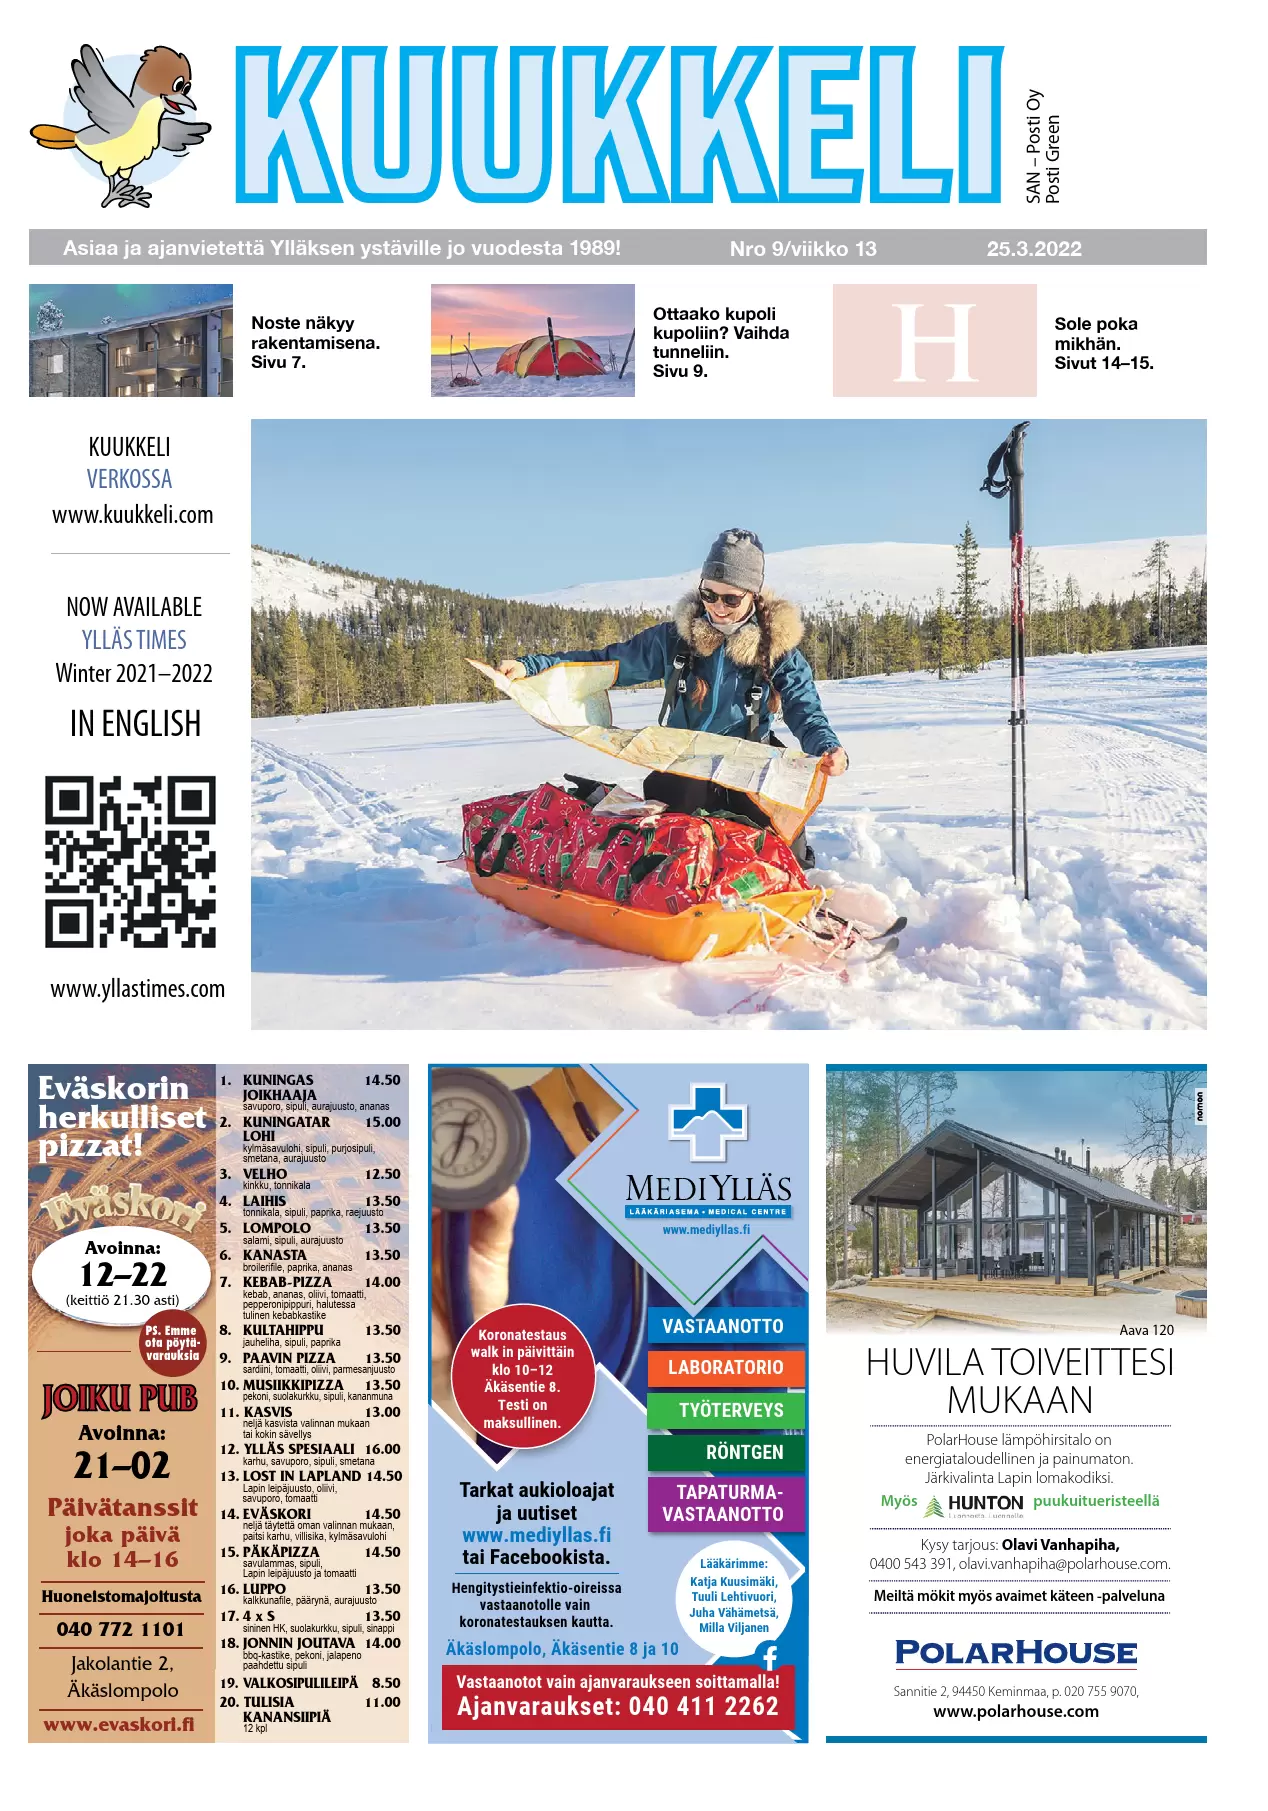 KUUKKELI
SAN – Posti Oy
Posti Green
Asiaa ja ajanvietettä Ylläksen ystäville jo vuodesta 1989!
Nro 9/viikko 13
25.3.2022
Noste näkyy
rakentamisena.
Sivu 7.
Ottaako kupoli
kupoliin? Vaihda
tunneliin.
Sivu 9.
H
Sole poka
mikhän.
Sivut 14–15.
KUUKKELI
VERKOSSA
www.kuukkeli.com
NOW AVAILABLE
YLLÄS TIMES
Winter 2021–2022
IN ENGLISH
www.yllastimes.com
Eväskorin
herkulliset
pizzat!
Eväskori
Avoinna:
12–22
(keittiö 21.30 asti)
PS. Emme
ota pöytä-
varauksia
JOIKU PUB
Avoinna:
21–02
Päivätanssit
joka päivä
klo 14–16
Huoneistomajoitusta
040 772 1101
Jakolantie 2,
Äkäslompolo
www.evaskori.fi
1. KUNINGAS 14.50
JOIKHAAJA
savuporo, sipuli, aurajuusto, ananas
2. KUNINGATAR 15.00
LOHI
kylmäsavulohi, sipuli, purjosipuli,
smetana, aurajuusto
3. VELHO 12.50
kinkku, tonnikala
4. LAIHIS 13.50
tonnikala, sipuli, paprika, raejuusto
5. LOMPOLO 13.50
salami, sipuli, aurajuusto
6. KANASTA 13.50
broilerifile, paprika, ananas
7. KEBAB-PIZZA 14.00
kebab, ananas, oliivi, tomaatti,
pepperonipippuri, halutessa
tulinen kebabkastike
8. KULTAHIPPU 13.50
jauheliha, sipuli, paprika
9. PAAVIN PIZZA 13.50
sardiini, tomaatti, oliivi, parmesanjuusto
10. MUSIIKKIPIZZA 13.50
pekoni, suolakurkku, sipuli, kananmuna
11. KASVIS 13.00
neljä kasvista valinnan mukaan
tai kokin sävellys
12. YLLÄS SPESIAALI 16.00
karhu, savuporo, sipuli, smetana
13. LOST IN LAPLAND 14.50
Lapin leipäjuusto, oliivi,
savuporo, tomaatti
14. EVÄSKORI 14.50
neljä täytettä oman valinnan mukaan,
paitsi karhu, villisika, kylmäsavulohi
15. PÄKÄPIZZA 14.50
savulammas, sipuli,
Lapin leipäjuusto ja tomaatti
16. LUPPO 13.50
kalkkunafile, päärynä, aurajuusto
17. 4 x S 13.50
sininen HK, suolakurkku, sipuli, sinappi
18. JONNIN JOUTAVA 14.00
bbq-kastike, pekoni, jalapeno
paahdettu sipuli
19. VALKOSIPULILEIPÄ 8.50
20. TULISIA 11.00
KANANSIIPIÄ
12 kpl
MEDIYLLÄS
LÄÄKÄRIASEMA • MEDICAL CENTRE
www.mediyllas.fi
Koronatestaus
walk in päivittäin
klo 10–12
Äkäsentie 8.
Testi on
maksullinen.
VASTAANOTTO
LABORATORIO
TYÖTERVEYS
RÖNTGEN
TAPATURMA-
VASTAANOTTO
Tarkat aukioloajat
ja uutiset
www.mediyllas.fi
tai Facebookista.
Hengitystieinfektio-oireissa
vastaanotolle vain
koronatestauksen kautta.
Lääkärimme:
Katja Kuusimäki,
Tuuli Lehtivuori,
Juha Vähämetsä,
Milla Viljanen
Äkäslompolo, Äkäsentie 8 ja 10
Vastaanotot vain ajanvaraukseen soittamalla!
Ajanvaraukset: 040 411 2262
nomon
Aava 120
HUVILA TOIVEITTESI
MUKAAN
PolarHouse lämpöhirsitalo on
energiataloudellinen ja painumaton.
Järkivalinta Lapin lomakodiksi.
Myös HUNTON puukuitueristeellä
Luonnosta. Luonnolle.
Kysy tarjous: Olavi Vanhapiha,
0400 543 391, olavi.vanhapiha@polarhouse.com.
Meiltä mökit myös avaimet käteen -palveluna
POLARHOUSE
Sannitie 2, 94450 Keminmaa, p. 020 755 9070,
www.polarhouse.com